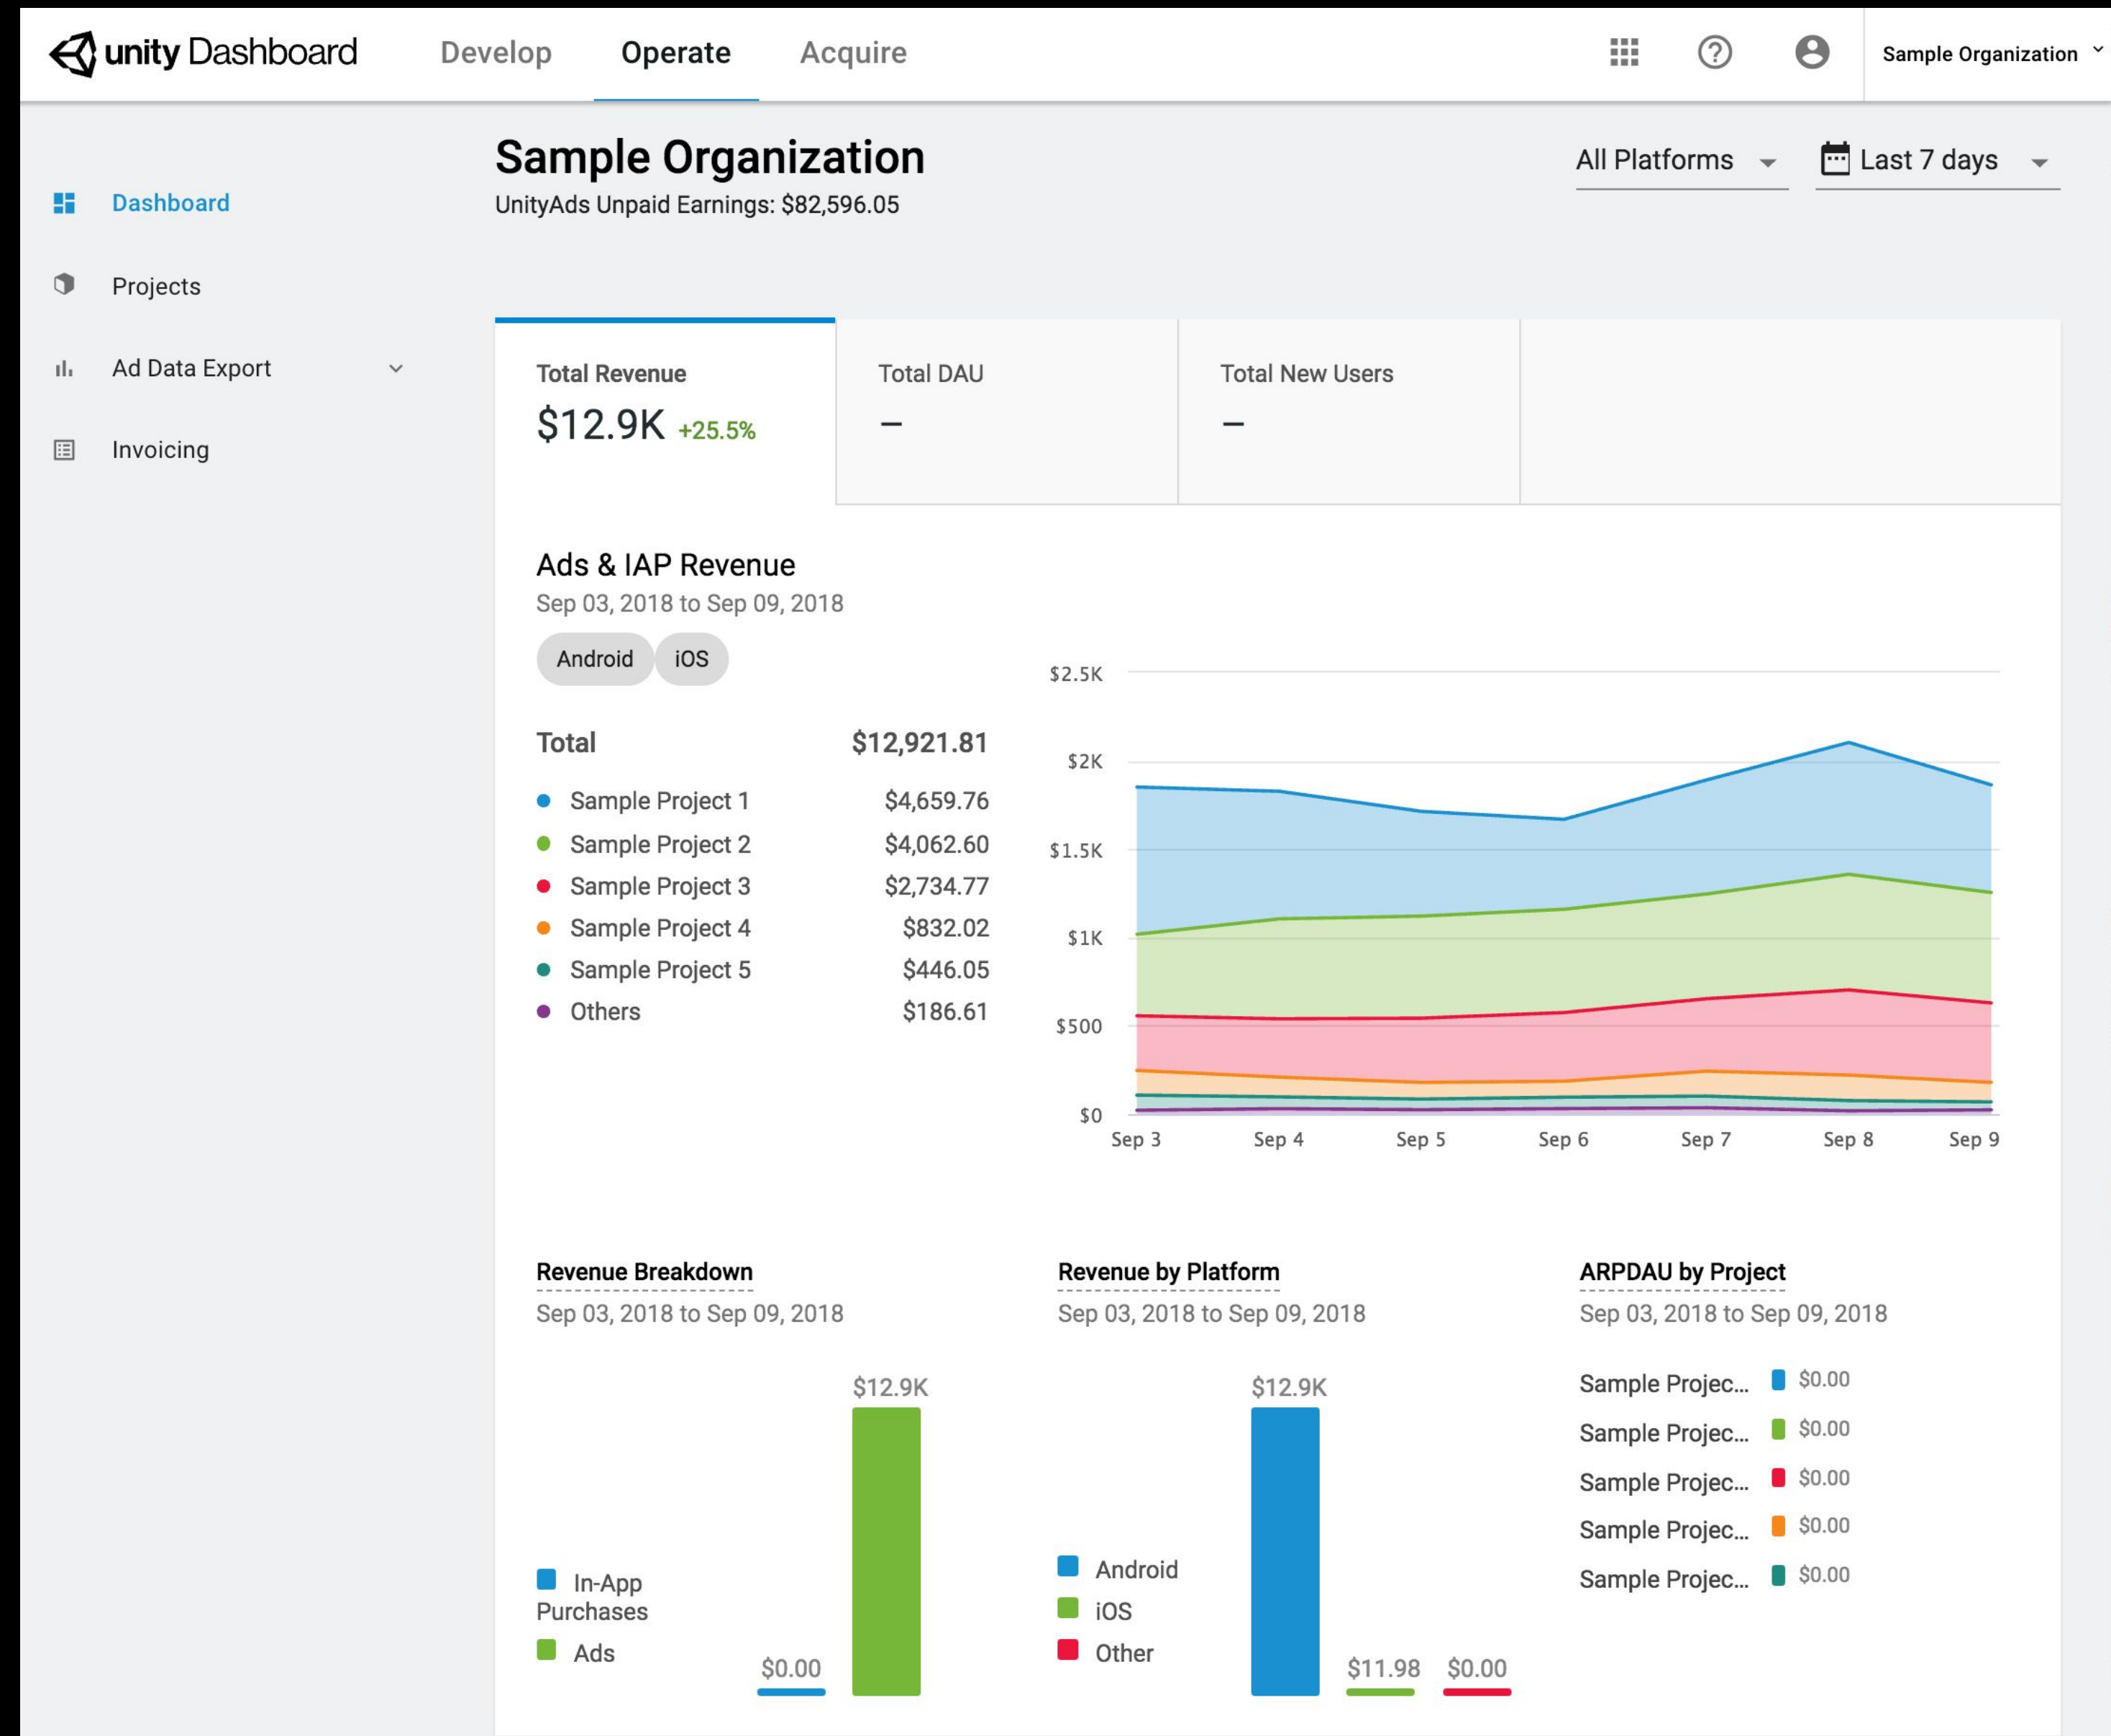 unity Dashboard Develop Operate Acquire Sample Organization
Sample Organization
UnityAds Unpaid Earnings: $82,596.05
All Platforms Last 7 days
Dashboard
Projects
Ad Data Export
Invoicing
Total Revenue
$12.9K +25.5%
Total DAU
–
Total New Users
–
Ads & IAP Revenue
Sep 03, 2018 to Sep 09, 2018
Android iOS
Total $12,921.81
Sample Project 1 $4,659.76
Sample Project 2 $4,062.60
Sample Project 3 $2,734.77
Sample Project 4 $832.02
Sample Project 5 $446.05
Others $186.61
$2.5K
$2K
$1.5K
$1K
$500
$0
Sep 3 Sep 4 Sep 5 Sep 6 Sep 7 Sep 8 Sep 9
Revenue Breakdown
Sep 03, 2018 to Sep 09, 2018
$12.9K
In-App
Purchases
Ads
$0.00
Revenue by Platform
Sep 03, 2018 to Sep 09, 2018
$12.9K
Android
iOS
Other
$11.98 $0.00
ARPDAU by Project
Sep 03, 2018 to Sep 09, 2018
Sample Projec... $0.00
Sample Projec... $0.00
Sample Projec... $0.00
Sample Projec... $0.00
Sample Projec... $0.00